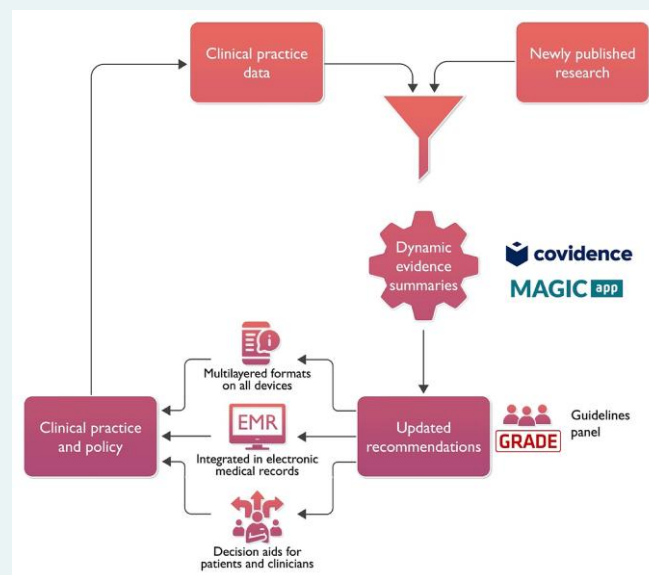 Clinical practice
data
Newly published
research
Dynamic
evidence
summaries
covidence
MAGIC app
Multilayered formats
on all devices
Clinical practice
and policy
EMR
Integrated in electronic
medical records
Updated
recommendations
GRADE
Guidelines
panel
Decision aids for
patients and clinicians